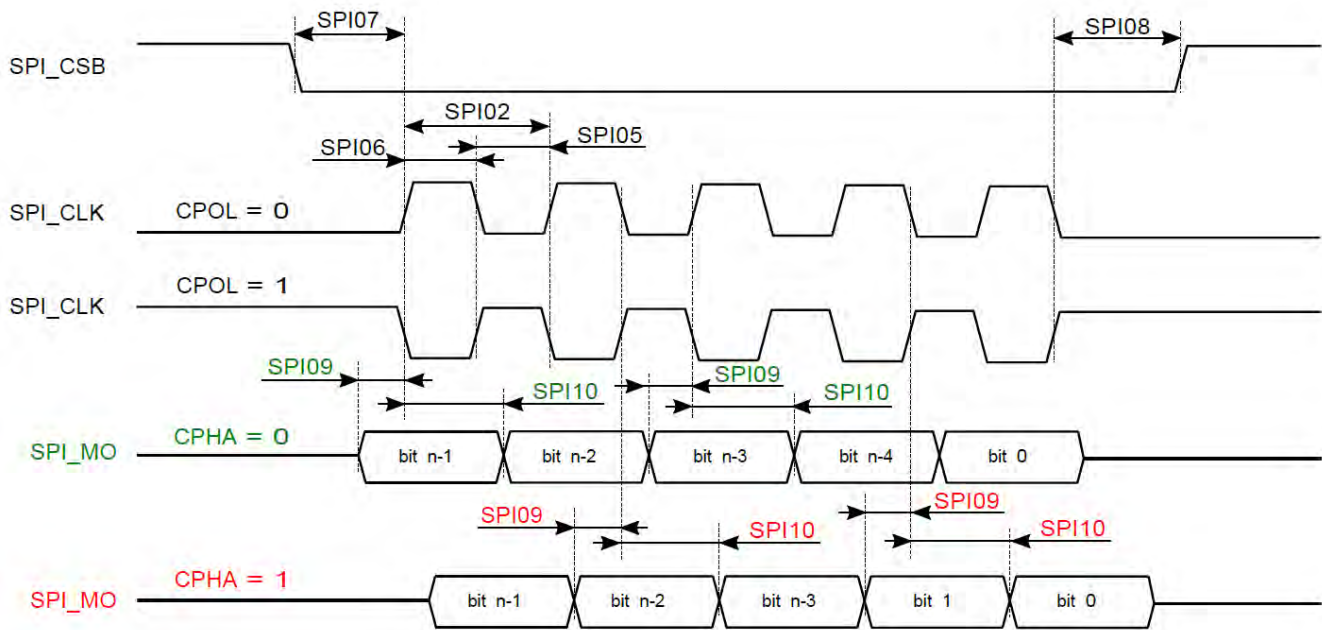 SPI07
SPI08
SPI_CSB
SPI02
SPI05
SPI06
SPI_CLK CPOL = 0
SPI_CLK CPOL = 1
SPI09 SPI09
SPI10 SPI10
SPI_MO CPHA = 0 bit n-1 bit n-2 bit n-3 bit n-4 bit 0
SPI09 SPI09
SPI10 SPI10
SPI_MO CPHA = 1 bit n-1 bit n-2 bit n-3 bit 1 bit 0